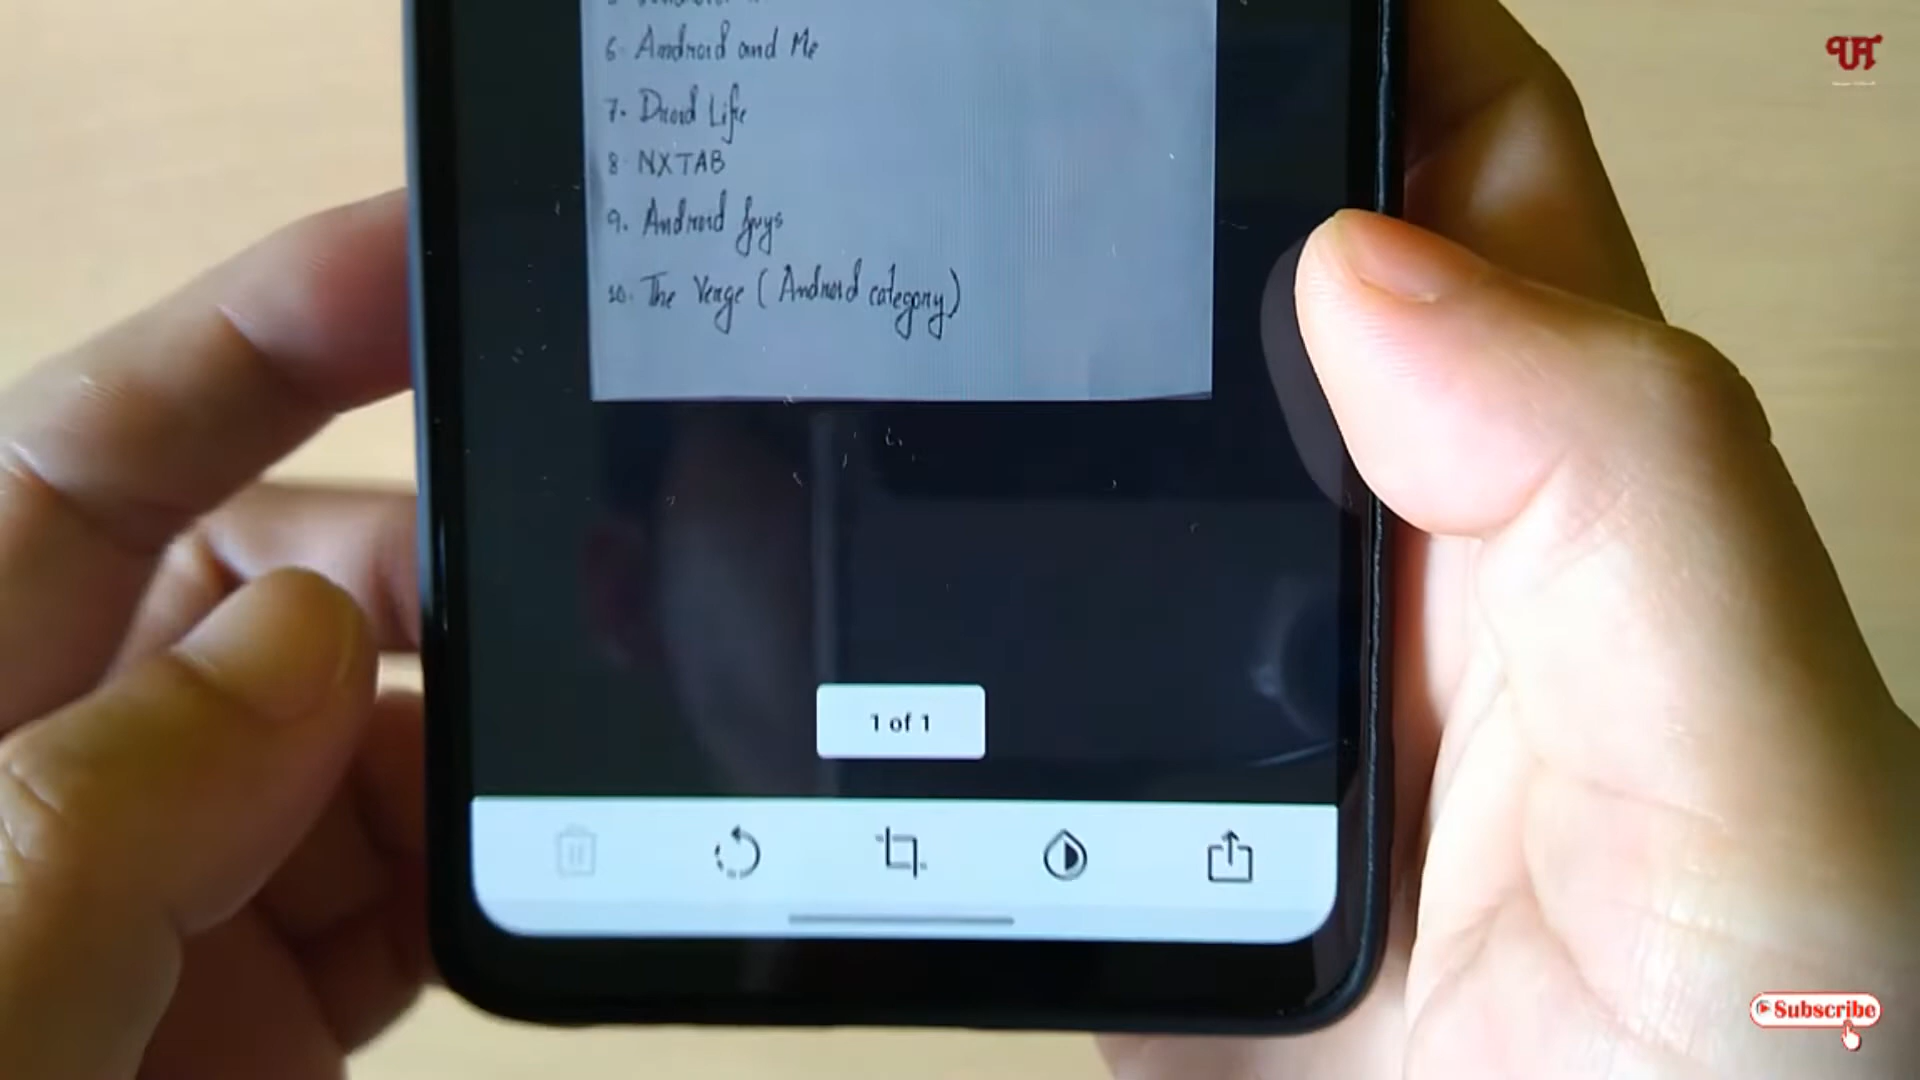 6. Android and Me
7. Droid Life
8 NXTAB
9. Android guys
10. The Verge (Android category)
1 of 1
Subscribe